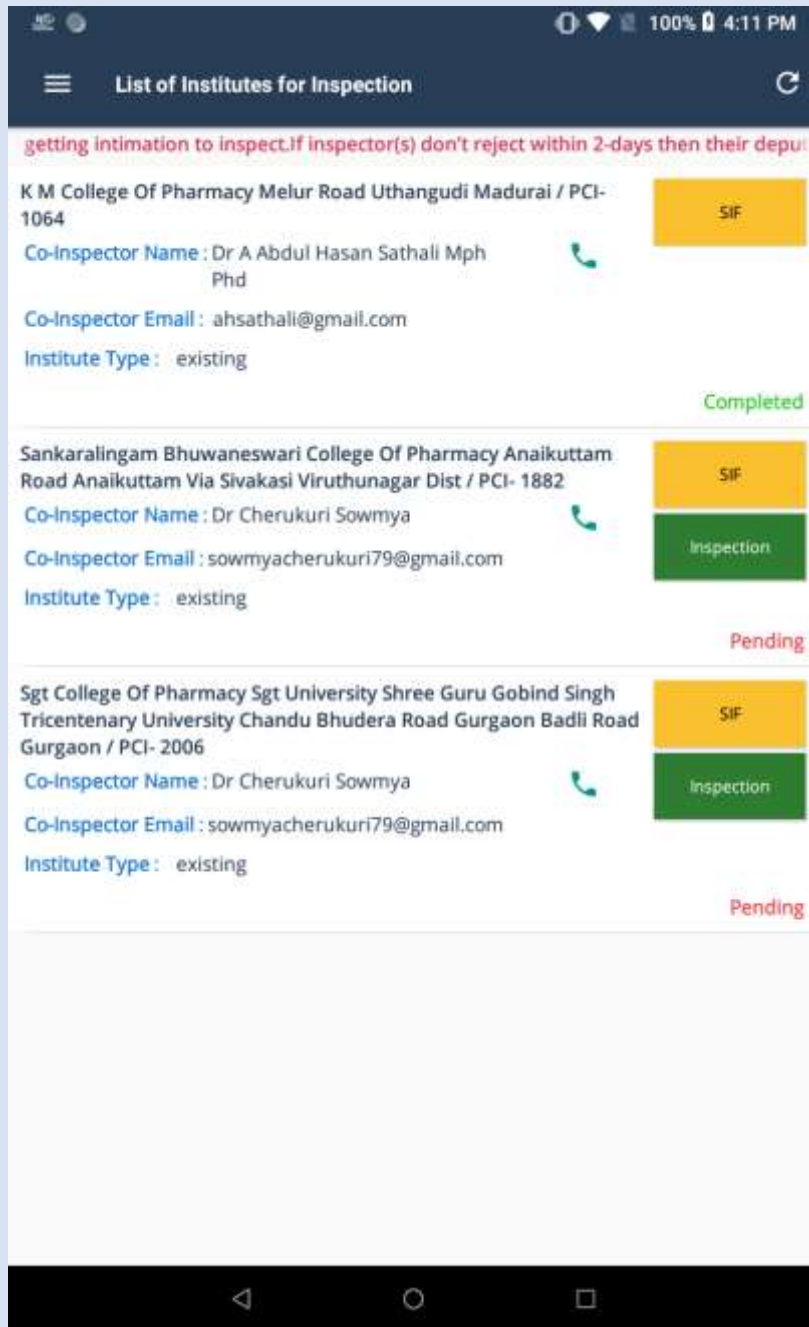 100% 4:11 PM
List of Institutes for Inspection
getting intimation to inspect.If inspector(s) don't reject within 2-days then their deput
K M College Of Pharmacy Melur Road Uthangudi Madurai / PCI-
1064
SIF
Co-Inspector Name : Dr A Abdul Hasan Sathali Mph
Phd
Co-Inspector Email : ahsathali@gmail.com
Institute Type : existing
Completed
Sankaralingam Bhuwaneswari College Of Pharmacy Anaikuttam
Road Anaikuttam Via Sivakasi Viruthunagar Dist / PCI- 1882
SIF
Co-Inspector Name : Dr Cherukuri Sowmya
Inspection
Co-Inspector Email : sowmyacherukuri79@gmail.com
Institute Type : existing
Pending
Sgt College Of Pharmacy Sgt University Shree Guru Gobind Singh
Tricentenary University Chandu Bhudera Road Gurgaon Badli Road
Gurgaon / PCI- 2006
SIF
Co-Inspector Name : Dr Cherukuri Sowmya
Inspection
Co-Inspector Email : sowmyacherukuri79@gmail.com
Institute Type : existing
Pending